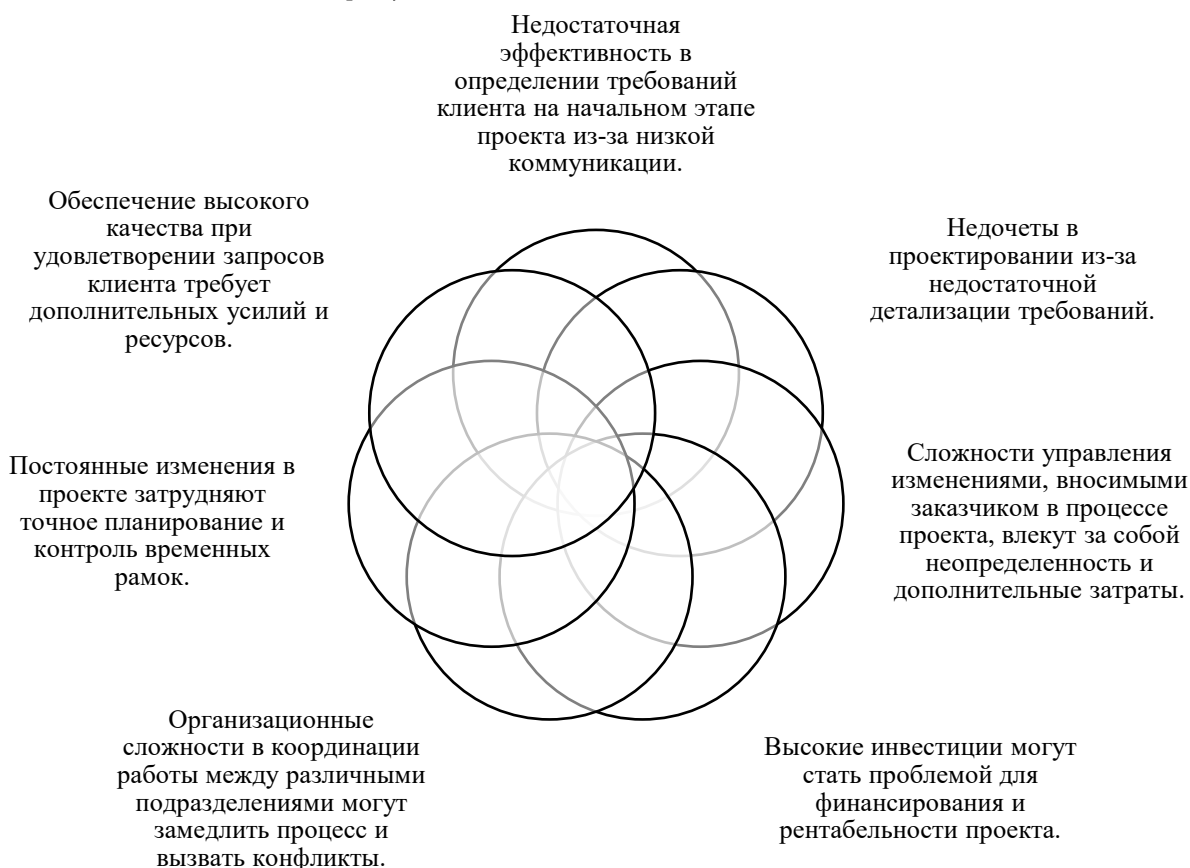 Недостаточная
эффективность в
определении требований
клиента на начальном этапе
проекта из-за низкой
коммуникации.
Недочеты в
проектировании из-за
недостаточной
детализации требований.
Сложности управления
изменениями, вносимыми
заказчиком в процессе
проекта, влекут за собой
неопределенность и
дополнительные затраты.
Высокие инвестиции могут
стать проблемой для
финансирования и
рентабельности проекта.
Организационные
сложности в координации
работы между различными
подразделениями могут
замедлить процесс и
вызвать конфликты.
Постоянные изменения в
проекте затрудняют
точное планирование и
контроль временных
рамок.
Обеспечение высокого
качества при
удовлетворении запросов
клиента требует
дополнительных усилий и
ресурсов.